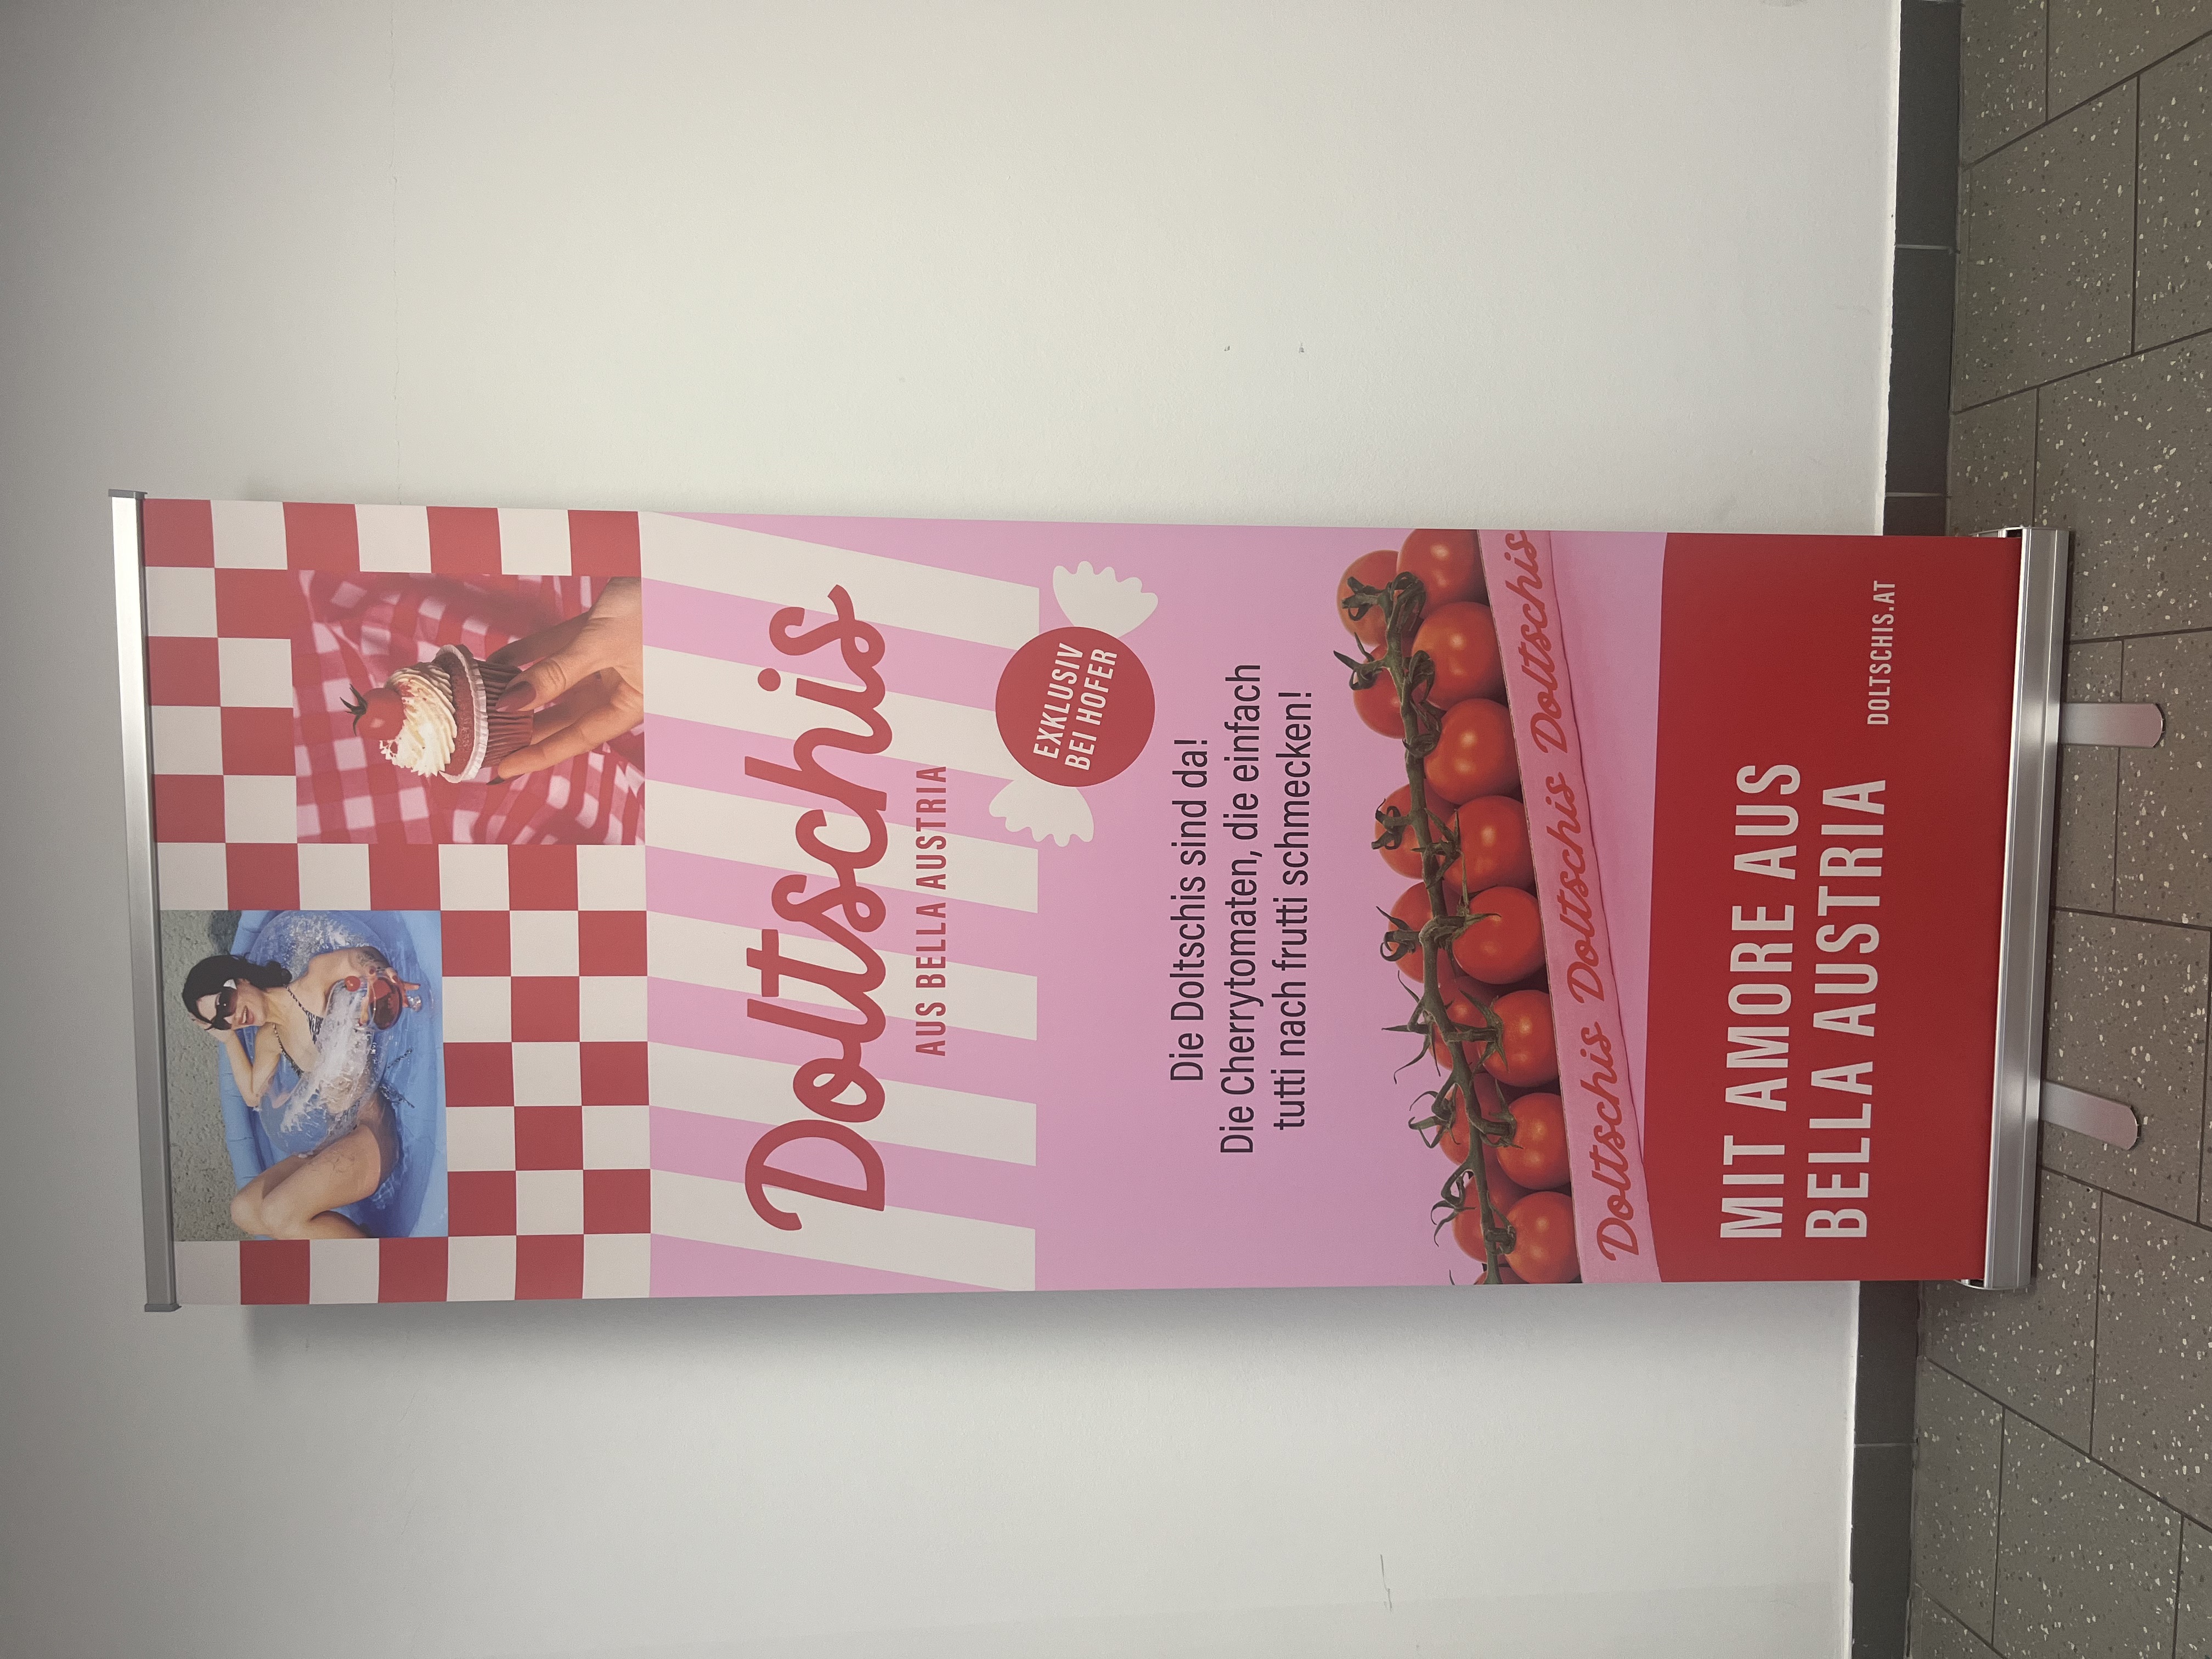 Doltschis
AUS BELLA AUSTRIA
EXKLUSIV
BEI HOFER
Die Doltschis sind da!
Die Cherrytomaten, die einfach
tutti nach frutti schmecken!
Doltschis Doltschis Doltschis Doltschis
MIT AMORE AUS
BELLA AUSTRIA
DOLTSCHIS.AT